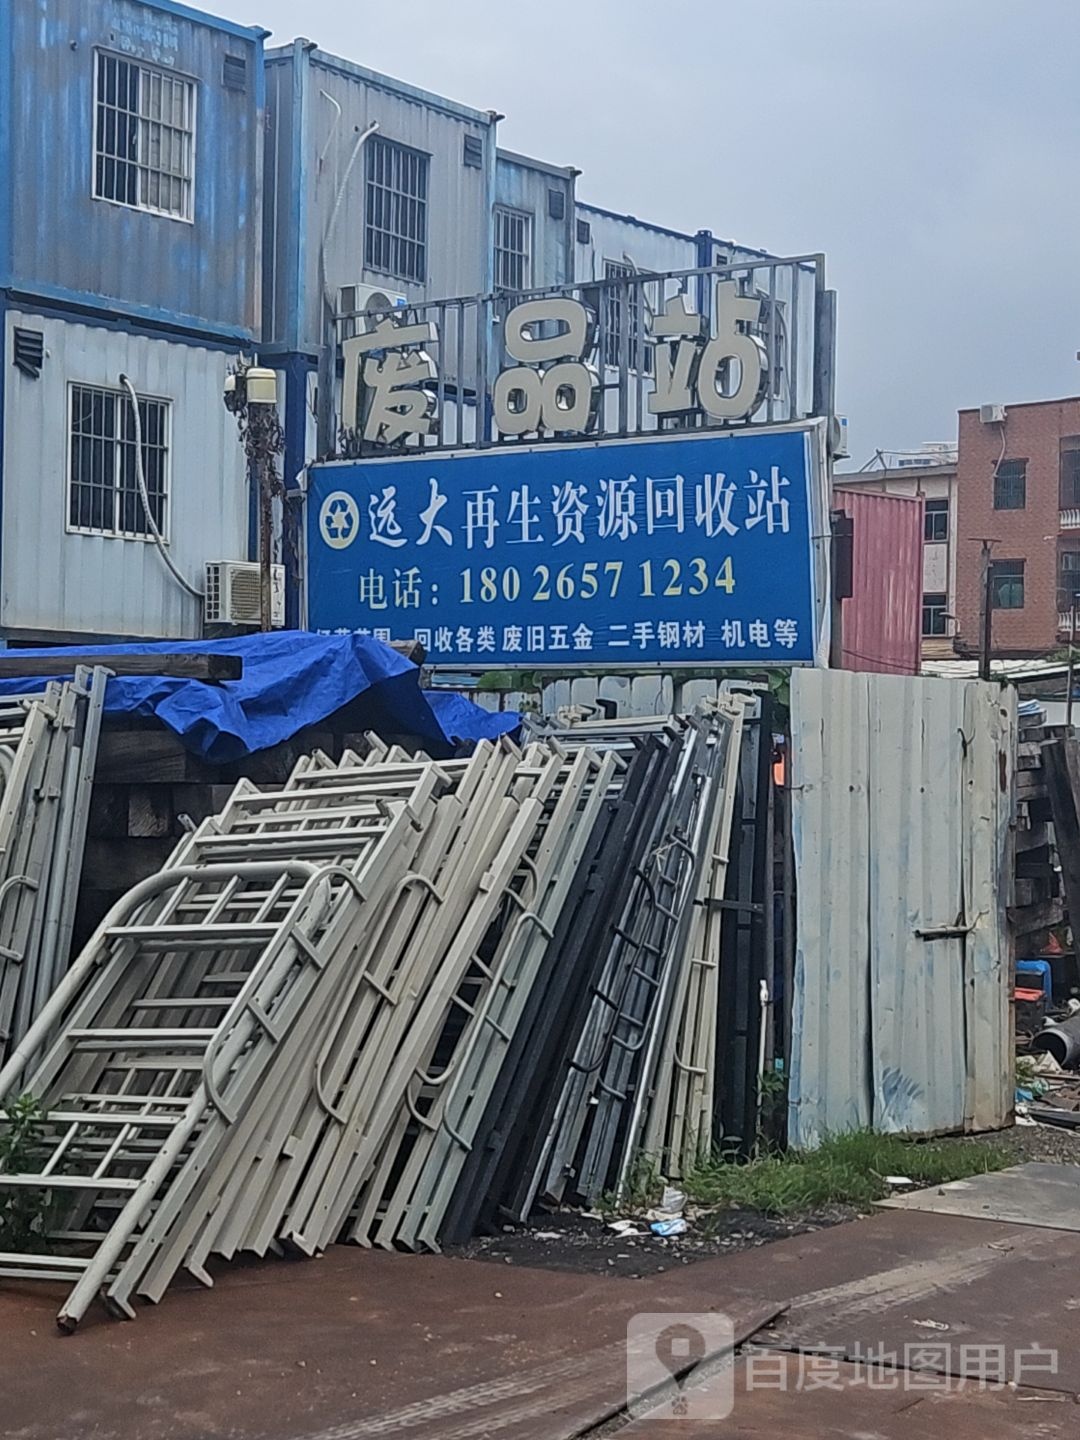 废品站
远大再生资源回收站
电话：180 2657 1234
回收各类 废旧五金 二手钢材 机电等
百度地图用户